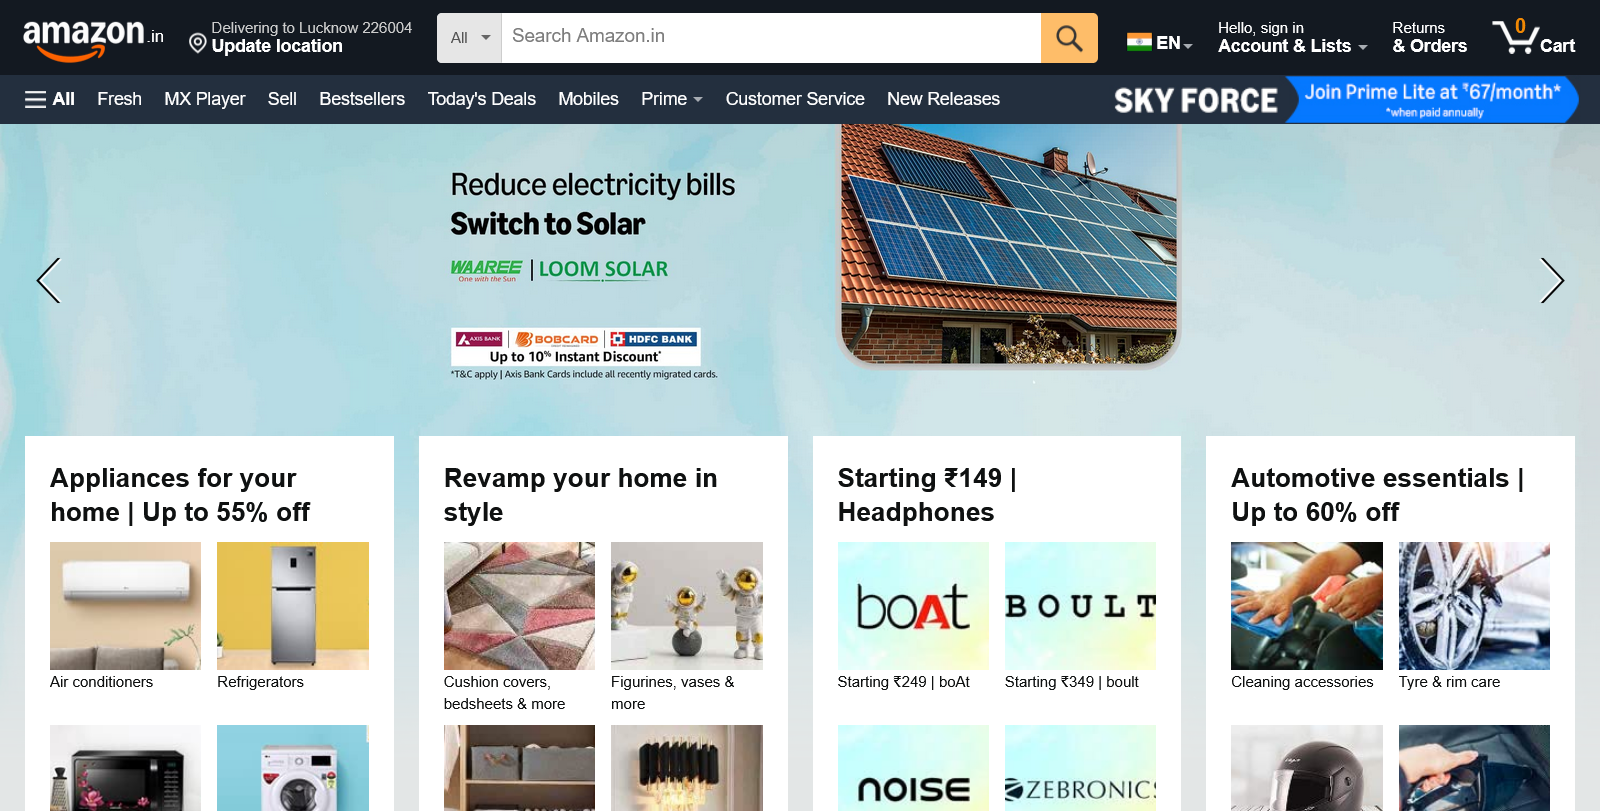 amazon.in
Delivering to Lucknow 226004
Update location
All
Search Amazon.in
EN
Hello, sign in
Account & Lists
Returns
& Orders
0
Cart
All
Fresh
MX Player
Sell
Bestsellers
Today's Deals
Mobiles
Prime
Customer Service
New Releases
SKY FORCE
Join Prime Lite at ₹67/month*
*when paid annually
Reduce electricity bills
Switch to Solar
WAAREE
One with the Sun
LOOM SOLAR
AXIS BANK
BOBCARD
HDFC BANK
Up to 10% Instant Discount*
*T&C apply | Axis Bank Cards include all recently migrated cards.
Appliances for your
home | Up to 55% off
Air conditioners
Refrigerators
Revamp your home in
style
Cushion covers,
bedsheets & more
Figurines, vases &
more
Starting ₹149 |
Headphones
boAt
BOULT
Starting ₹249 | boAt
Starting ₹349 | boult
NOISE
ZEBRONICS
Automotive essentials |
Up to 60% off
Cleaning accessories
Tyre & rim care